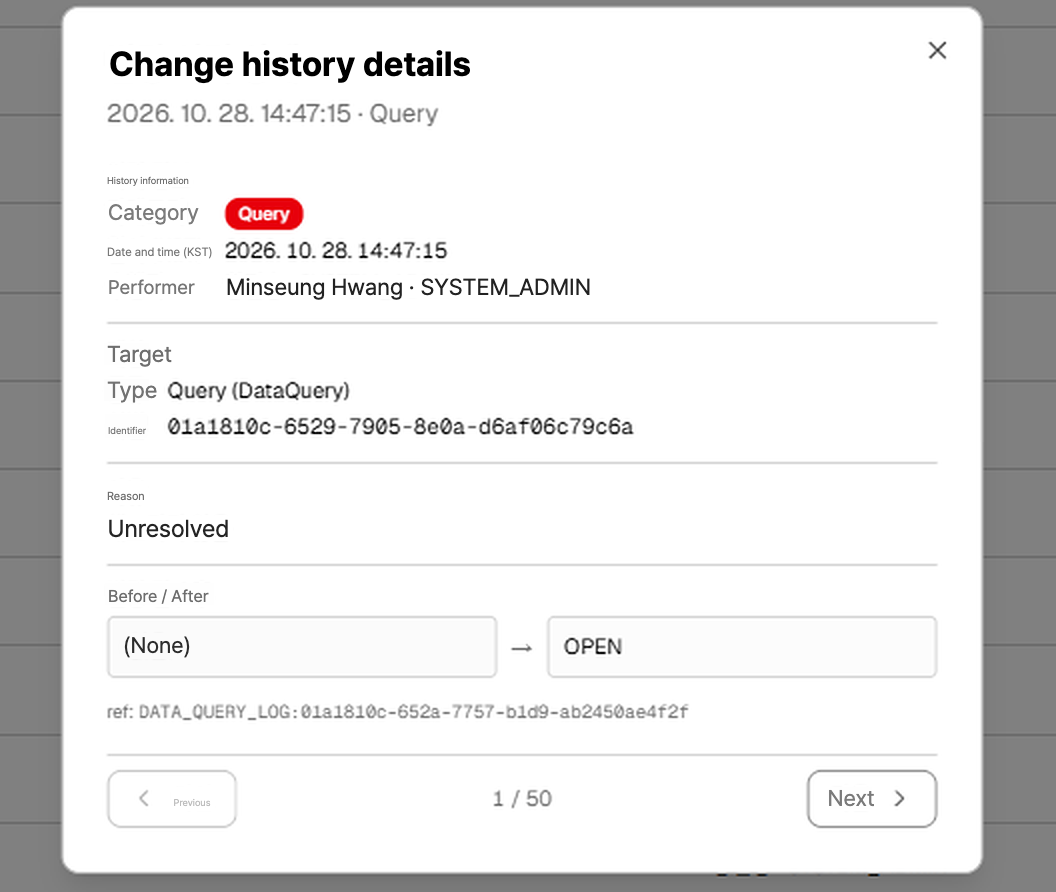 Change history details
2026. 10. 28. 14:47:15 · Query
History information
Category Query
Date and time (KST) 2026. 10. 28. 14:47:15
Performer Minseung Hwang · SYSTEM_ADMIN
Target
Type Query (DataQuery)
Identifier 01a1810c-6529-7905-8e0a-d6af06c79c6a
Reason
Unresolved
Before / After
(None) → OPEN
ref: DATA_QUERY_LOG:01a1810c-652a-7757-b1d9-ab2450ae4f2f
Previous 1 / 50 Next